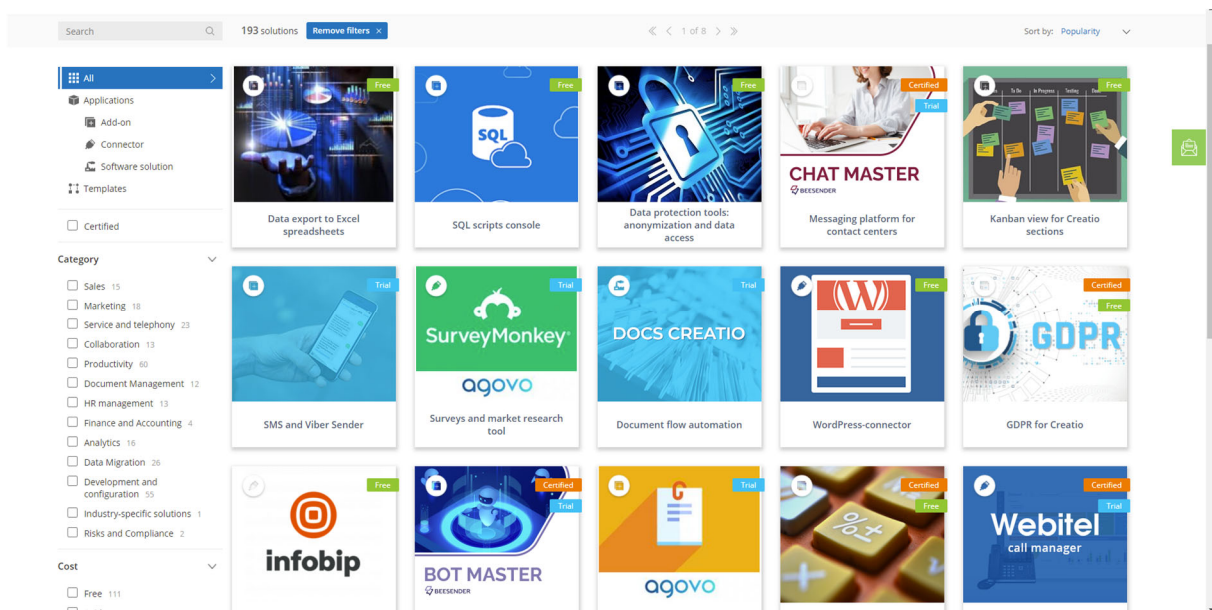 Search
193 solutions
Remove filters ×
1 of 8
Sort by: Popularity
All
Applications
Add-on
Connector
Software solution
Templates
Certified
Category
Sales 15
Marketing 18
Service and telephony 23
Collaboration 13
Productivity 60
Document Management 12
HR management 13
Finance and Accounting 4
Analytics 16
Data Migration 26
Development and
configuration 55
Industry-specific solutions 1
Risks and Compliance 2
Cost
Free 111
Free
Data export to Excel
spreadsheets
Free
SQL
SQL scripts console
Free
Data protection tools:
anonymization and data
access
Certified
Trial
CHAT MASTER
BEESENDER
Messaging platform for
contact centers
Free
To Do
In Progress
Testing
Kanban view for Creatio
sections
Trial
SMS and Viber Sender
Trial
SurveyMonkey
agovo
Surveys and market research
tool
Trial
DOCS CREATIO
Document flow automation
Free
W
WordPress-connector
Certified
Free
GDPR
GDPR for Creatio
Free
infobip
Certified
Trial
BOT MASTER
BEESENDER
Trial
agovo
Certified
Free
Certified
Trial
Webitel
call manager